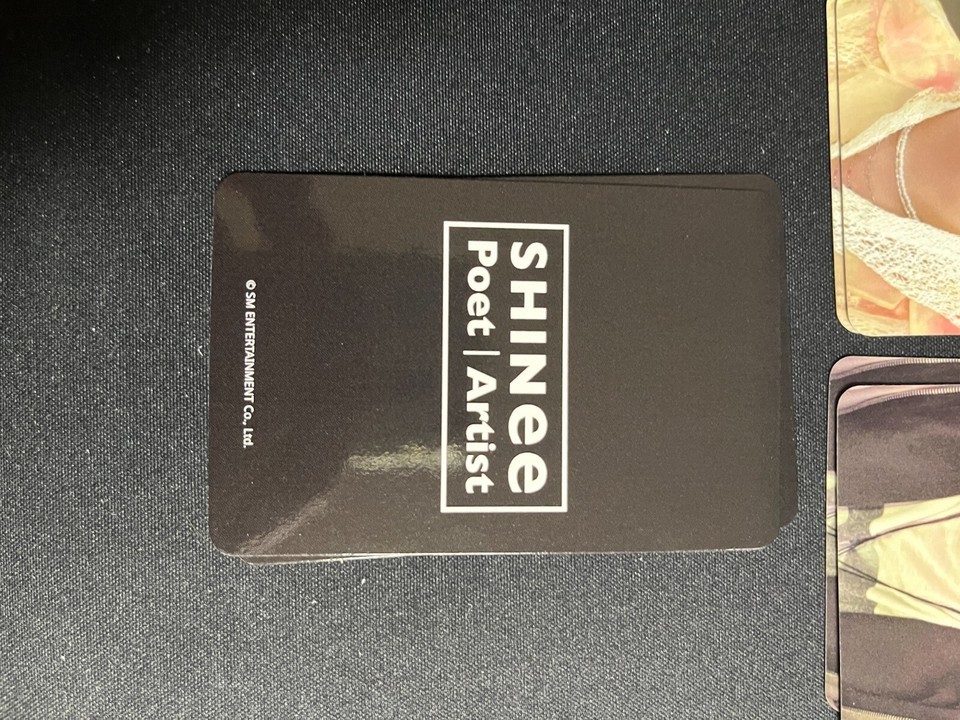 SHINee
Poet | Artist
© SM ENTERTAINMENT Co., Ltd.